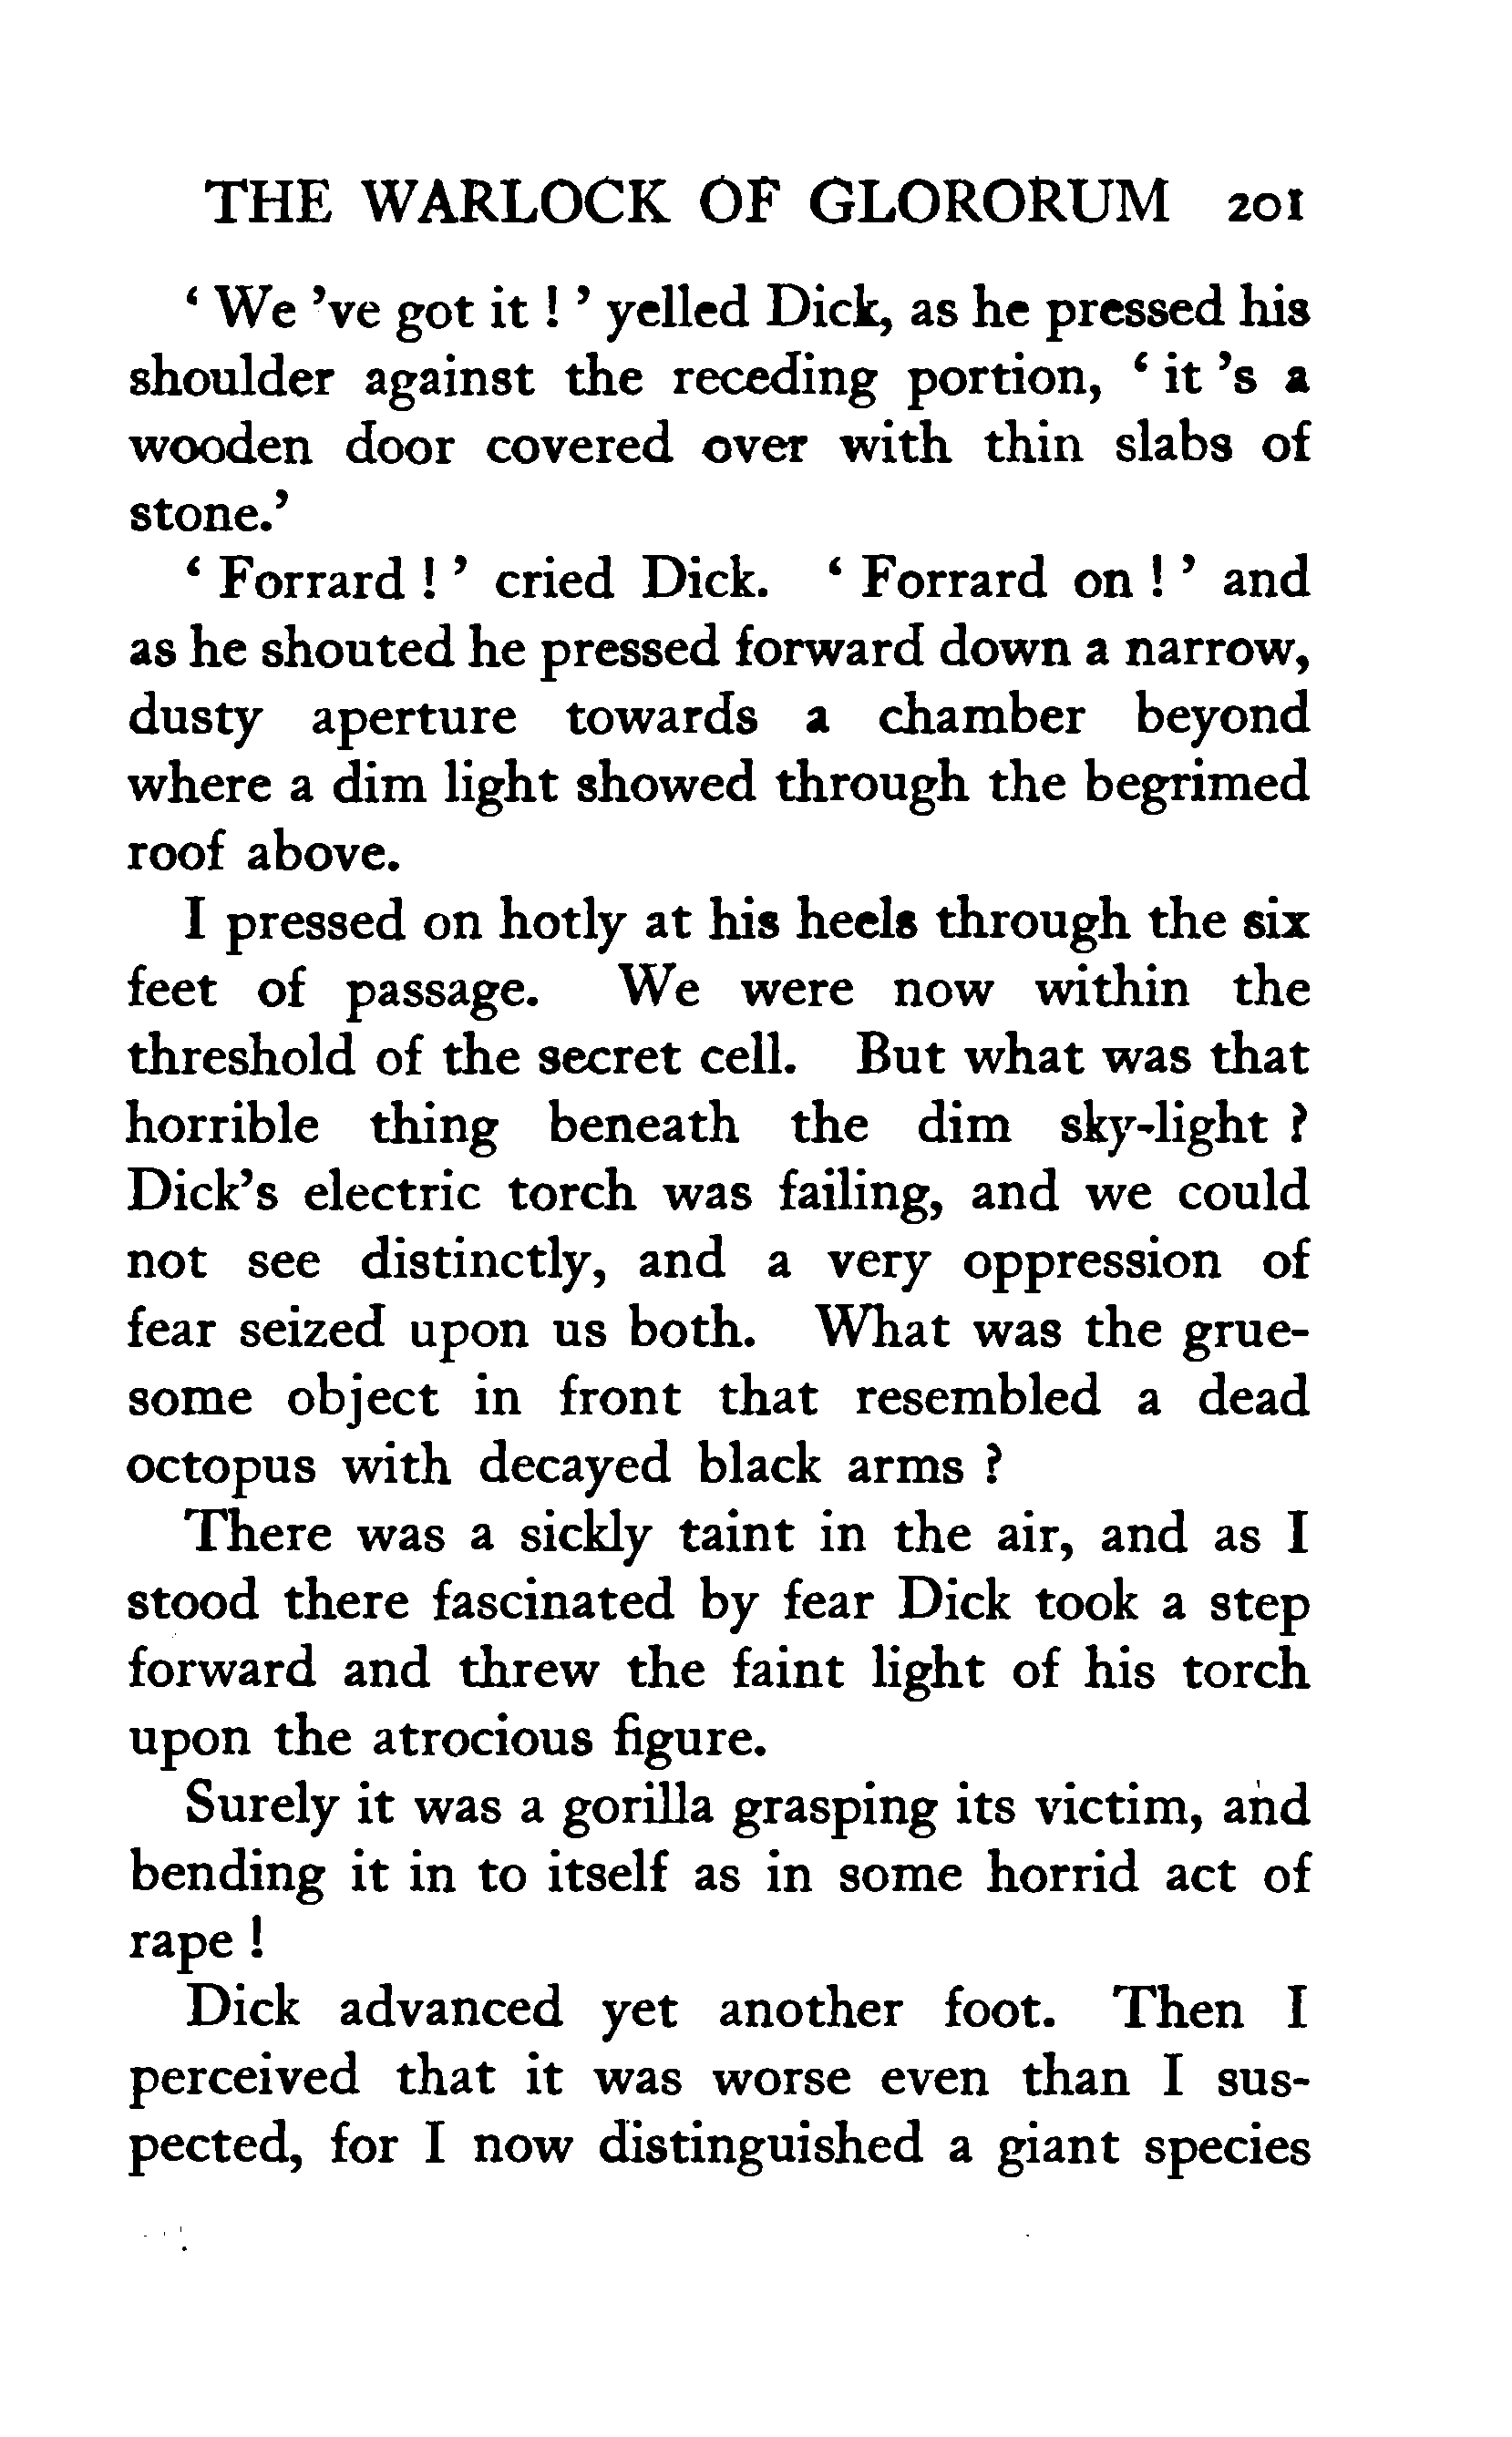 THE WARLOCK OF GLORORUM 201
‘ We ’ve got it ! ’ yelled Dick, as he pressed his
shoulder against the receding portion, ‘ it ’s a
wooden door covered over with thin slabs of
stone.’
‘ Forrard ! ’ cried Dick. ‘ Forrard on ! ’ and
as he shouted he pressed forward down a narrow,
dusty aperture towards a chamber beyond
where a dim light showed through the begrimed
roof above.
I pressed on hotly at his heels through the six
feet of passage. We were now within the
threshold of the secret cell. But what was that
horrible thing beneath the dim sky-light ?
Dick’s electric torch was failing, and we could
not see distinctly, and a very oppression of
fear seized upon us both. What was the grue-
some object in front that resembled a dead
octopus with decayed black arms ?
There was a sickly taint in the air, and as I
stood there fascinated by fear Dick took a step
forward and threw the faint light of his torch
upon the atrocious figure.
Surely it was a gorilla grasping its victim, and
bending it in to itself as in some horrid act of
rape !
Dick advanced yet another foot. Then I
perceived that it was worse even than I sus-
pected, for I now distinguished a giant species